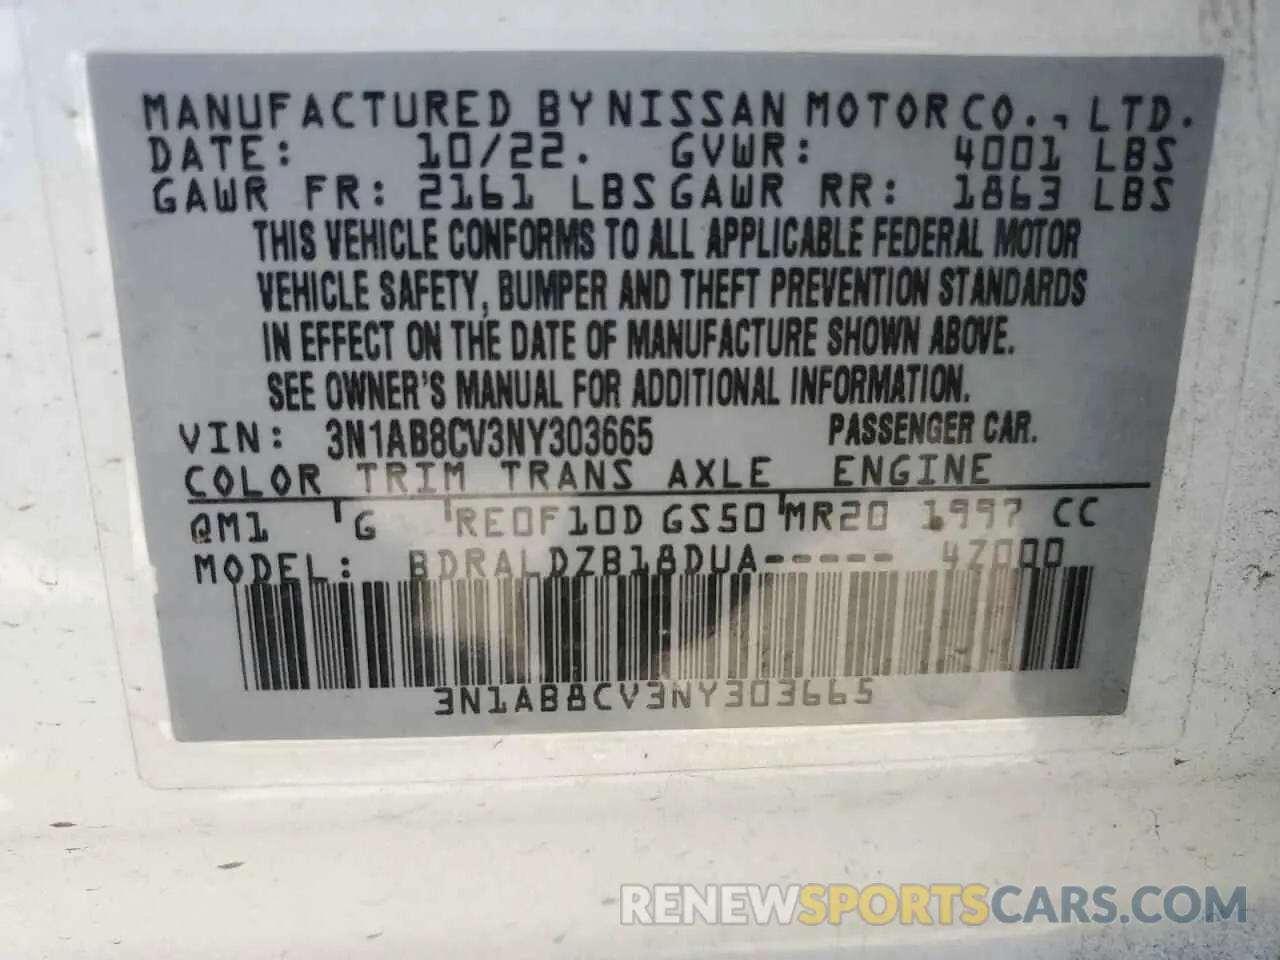 MANUFACTURED BY NISSAN MOTOR CO., LTD.
DATE: 10/22. GVWR: 4001 LBS
GAWR FR: 2161 LBS GAWR RR: 1863 LBS
THIS VEHICLE CONFORMS TO ALL APPLICABLE FEDERAL MOTOR
VEHICLE SAFETY, BUMPER AND THEFT PREVENTION STANDARDS
IN EFFECT ON THE DATE OF MANUFACTURE SHOWN ABOVE.
SEE OWNER'S MANUAL FOR ADDITIONAL INFORMATION.
VIN: 3N1AB8CV3NY303665 PASSENGER CAR.
COLOR TRIM TRANS AXLE ENGINE
QM1 G RE0F10D GS50 MR20 1997 CC
MODEL: BDRALDZB18DUA----- 4Z000
3N1AB8CV3NY303665
RENEWSPORTSCARS.COM